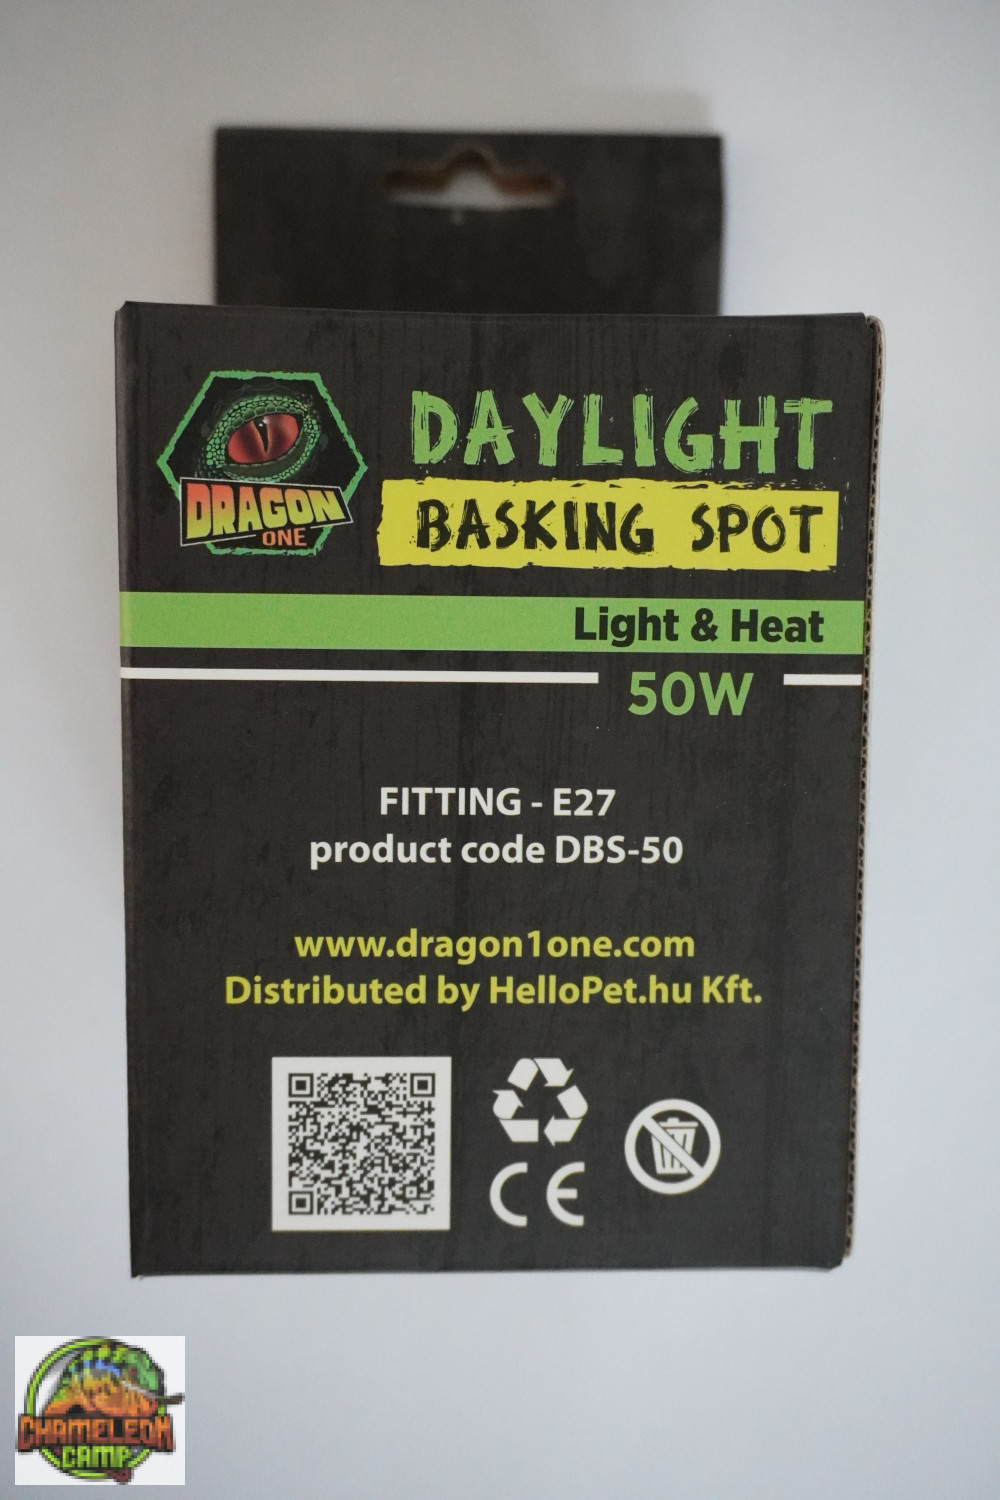 DRAGON
ONE
DAYLIGHT
BASKING SPOT
Light & Heat
50W
FITTING - E27
product code DBS-50
www.dragon1one.com
Distributed by HelloPet.hu Kft.
CE
CHAMELEON
CAMP